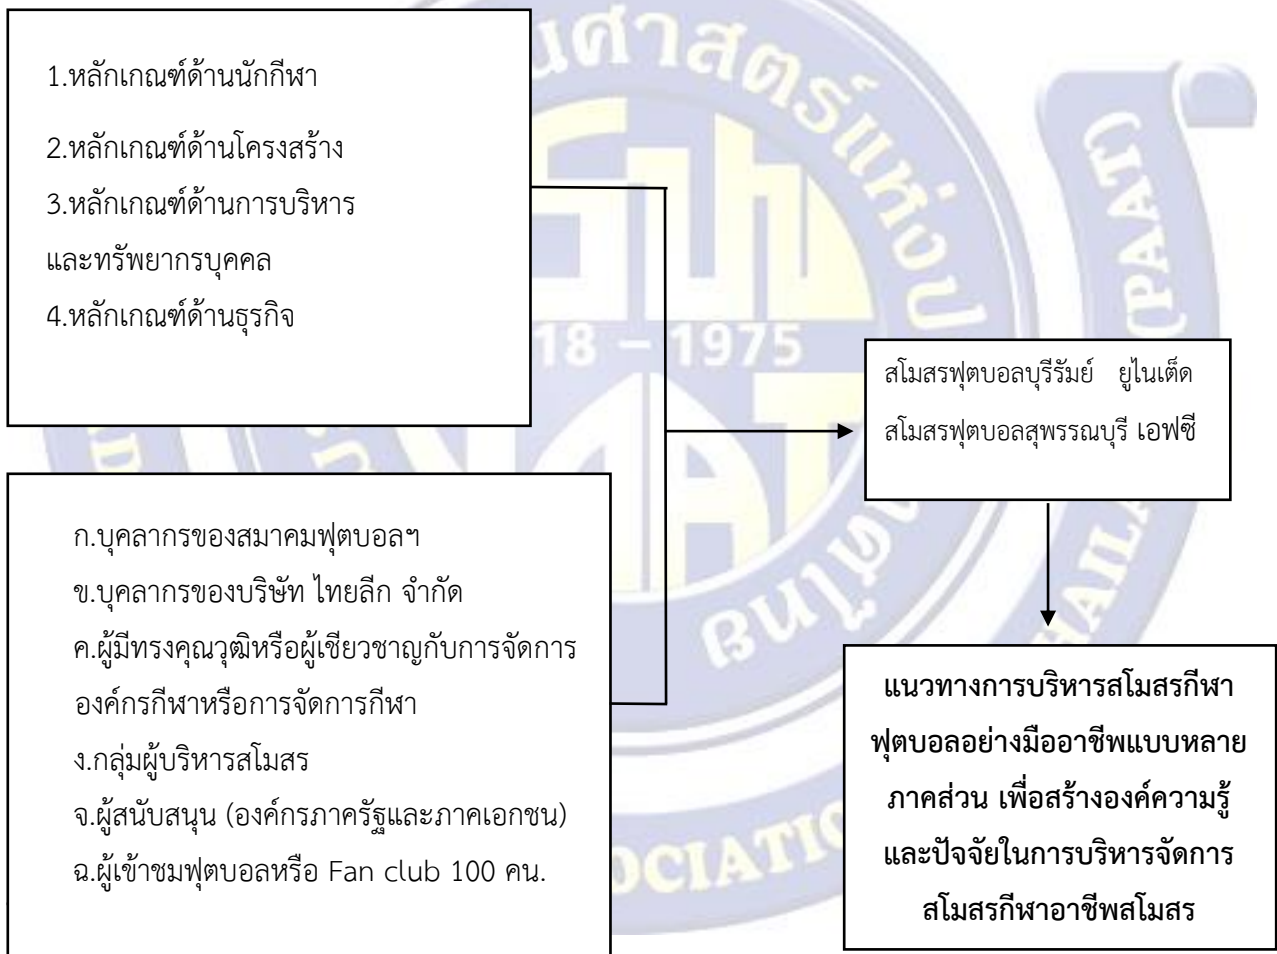 1.หลักเกณฑ์ด้านนักกีฬา
2.หลักเกณฑ์ด้านโครงสร้าง
3.หลักเกณฑ์ด้านการบริหาร
และทรัพยากรบุคคล
4.หลักเกณฑ์ด้านธุรกิจ
ก.บุคลากรของสมาคมฟุตบอลฯ
ข.บุคลากรของบริษัท ไทยลีก จำกัด
ค.ผู้มีทรงคุณวุฒิหรือผู้เชียวชาญกับการจัดการ
องค์กรกีฬาหรือการจัดการกีฬา
ง.กลุ่มผู้บริหารสโมสร
จ.ผู้สนับสนุน (องค์กรภาครัฐและภาคเอกชน)
ฉ.ผู้เข้าชมฟุตบอลหรือ Fan club 100 คน.
สโมสรฟุตบอลบุรีรัมย์ ยูไนเต็ด
สโมสรฟุตบอลสุพรรณบุรี เอฟซี
แนวทางการบริหารสโมสรกีฬา
ฟุตบอลอย่างมืออาชีพแบบหลาย
ภาคส่วน เพื่อสร้างองค์ความรู้
และปัจจัยในการบริหารจัดการ
สโมสรกีฬาอาชีพสโมสร
18 – 1975
(PAAT)